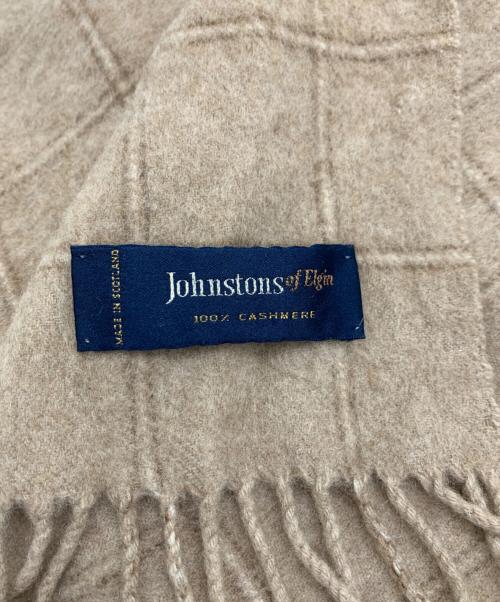 MADE IN SCOTLAND
Johnstons of Elgin
100% CASHMERE